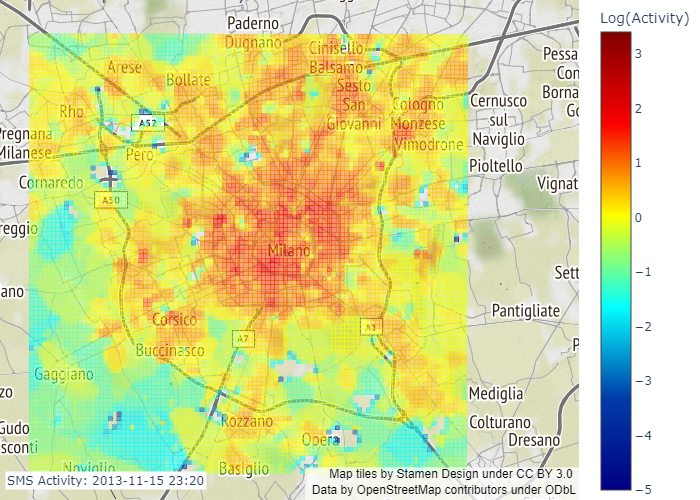 Log(Activity)
Paderno
Dugnano
Cinisello
Balsamo
Arese
Bollate
Sesto
San
Giovanni
Cologno
Monzese
Vimodrone
Rho
A52
Pero
Pregnana
Milanese
Cornaredo
A50
reggio
Pessa
Con
Borna
Go
Cernusco
sul
Naviglio
Pioltello
Vignat
Milano
Sett
ano
Corsico
A7
Pantigliate
P
Buccinasco
Gaggiano
zo
Mediglia
Rozzano
Colturano
Dresano
Opera
Gudo
sconti
Noviglio
Basiglio
3
2
1
0
−1
−2
−3
−4
−5
SMS Activity: 2013-11-15 23:20
Map tiles by Stamen Design under CC BY 3.0
Data by OpenStreetMap contributors under ODbL